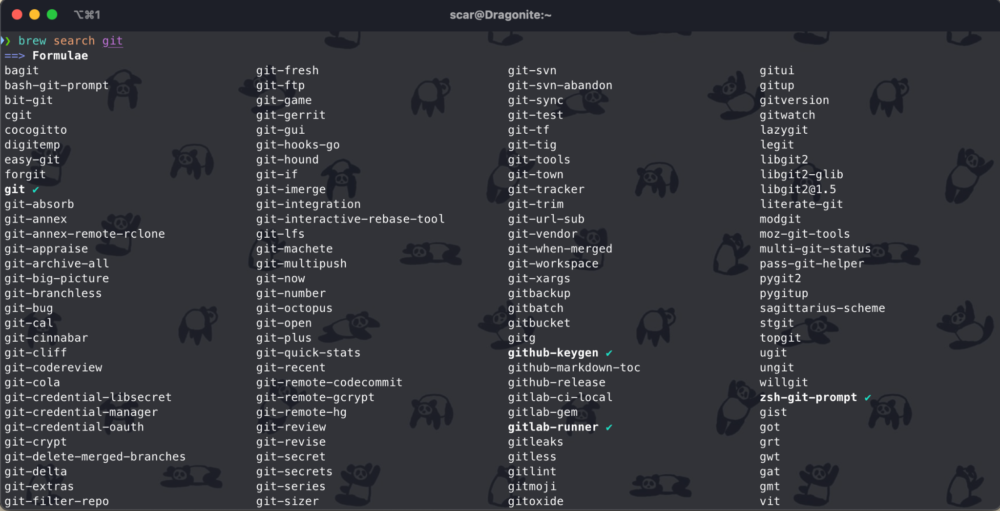 ⌥⌘1 scar@Dragonite:~
❯ brew search git
==> Formulae
bagit git-fresh git-svn gitui
bash-git-prompt git-ftp git-svn-abandon gitup
bit-git git-game git-sync gitversion
cgit git-gerrit git-test gitwatch
cocogitto git-gui git-tf lazygit
digitemp git-hooks-go git-tig legit
easy-git git-hound git-tools libgit2
forgit git-if git-town libgit2-glib
git ✔ git-imerge git-tracker libgit2@1.5
git-absorb git-integration git-trim literate-git
git-annex git-interactive-rebase-tool git-url-sub modgit
git-annex-remote-rclone git-lfs git-vendor moz-git-tools
git-appraise git-machete git-when-merged multi-git-status
git-archive-all git-multipush git-workspace pass-git-helper
git-big-picture git-now git-xargs pygit2
git-branchless git-number gitbackup pygitup
git-bug git-octopus gitbatch sagittarius-scheme
git-cal git-open gitbucket stgit
git-cinnabar git-plus gitg topgit
git-cliff git-quick-stats github-keygen ✔ ugit
git-codereview git-recent github-markdown-toc ungit
git-cola git-remote-codecommit github-release willgit
git-credential-libsecret git-remote-gcrypt gitlab-ci-local zsh-git-prompt ✔
git-credential-manager git-remote-hg gitlab-gem gist
git-credential-oauth git-review gitlab-runner ✔ got
git-crypt git-revise gitleaks grt
git-delete-merged-branches git-secret gitless gwt
git-delta git-secrets gitlint gat
git-extras git-series gitmoji gmt
git-filter-repo git-sizer gitoxide vit